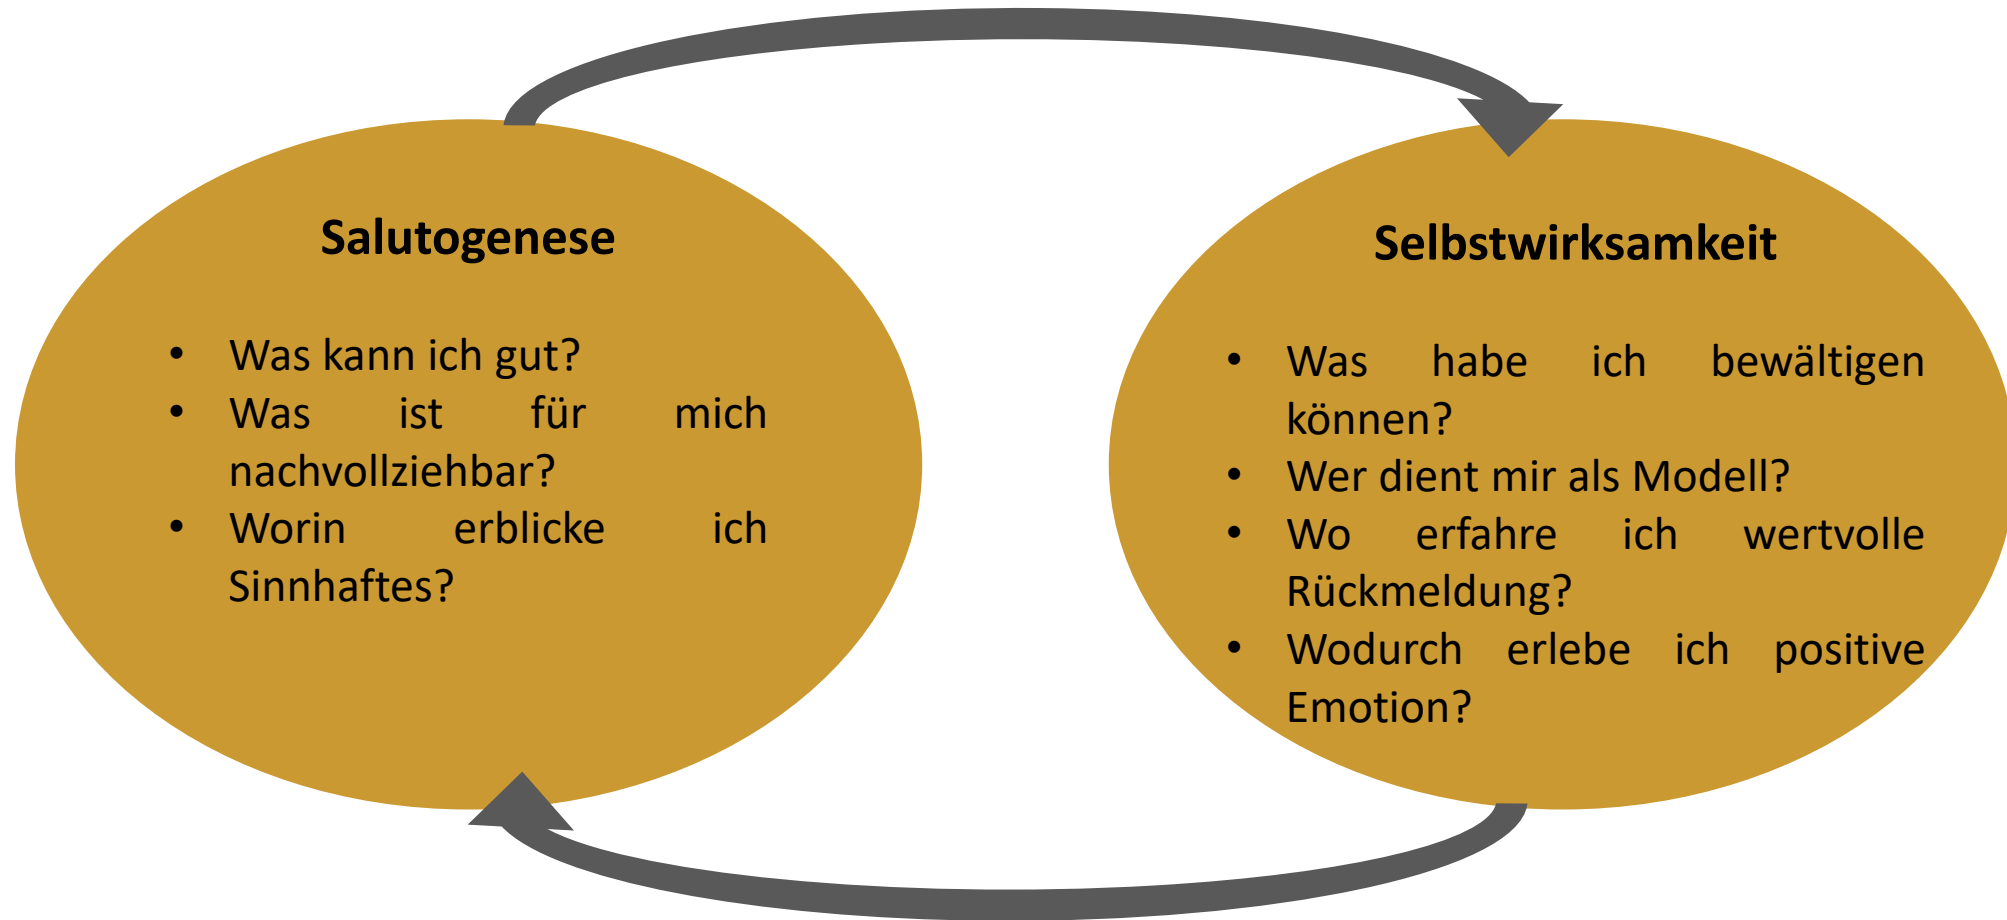 Salutogenese
• Was kann ich gut?
• Was ist für mich
nachvollziehbar?
• Worin erblicke ich
Sinnhaftes?
Selbstwirksamkeit
• Was habe ich bewältigen
können?
• Wer dient mir als Modell?
• Wo erfahre ich wertvolle
Rückmeldung?
• Wodurch erlebe ich positive
Emotion?